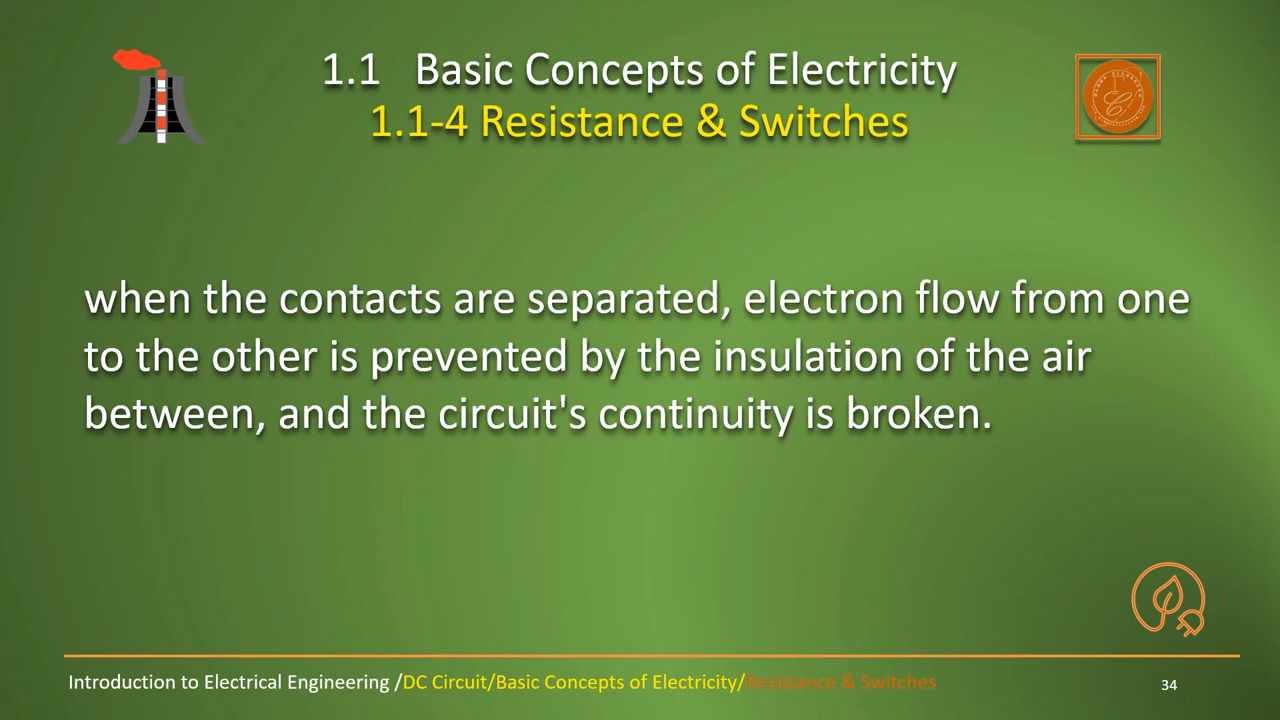 1.1 Basic Concepts of Electricity
1.1-4 Resistance & Switches
when the contacts are separated, electron flow from one
to the other is prevented by the insulation of the air
between, and the circuit's continuity is broken.
Introduction to Electrical Engineering /DC Circuit/Basic Concepts of Electricity/Resistance & Switches
34